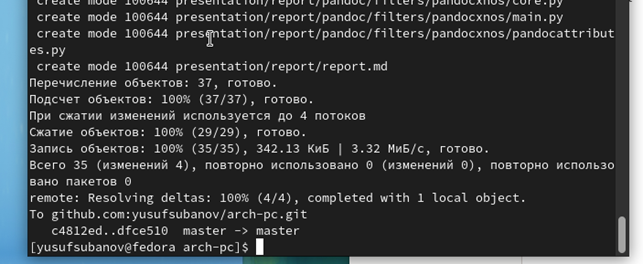 create mode 100644 presentation/report/pandoc/filters/pandocxnos/core.py
create mode 100644 presentation/report/pandoc/filters/pandocxnos/main.py
create mode 100644 presentation/report/pandoc/filters/pandocxnos/pandocattribut
es.py
create mode 100644 presentation/report/report.md
Перечисление объектов: 37, готово.
Подсчет объектов: 100% (37/37), готово.
При сжатии изменений используется до 4 потоков
Сжатие объектов: 100% (29/29), готово.
Запись объектов: 100% (35/35), 342.13 КиБ | 3.32 МиБ/с, готово.
Всего 35 (изменений 4), повторно использовано 0 (изменений 0), повторно использо
вано пакетов 0
remote: Resolving deltas: 100% (4/4), completed with 1 local object.
To github.com:yusufsubanov/arch-pc.git
c4812ed..dfce510  master -> master
[yusufsubanov@fedora arch-pc]$